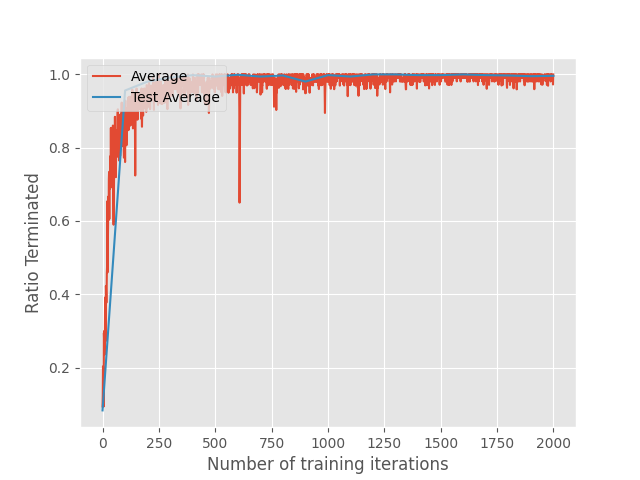 Average
Test Average
1.0
0.8
0.6
0.4
0.2
Ratio Terminated
0 250 500 750 1000 1250 1500 1750 2000
Number of training iterations